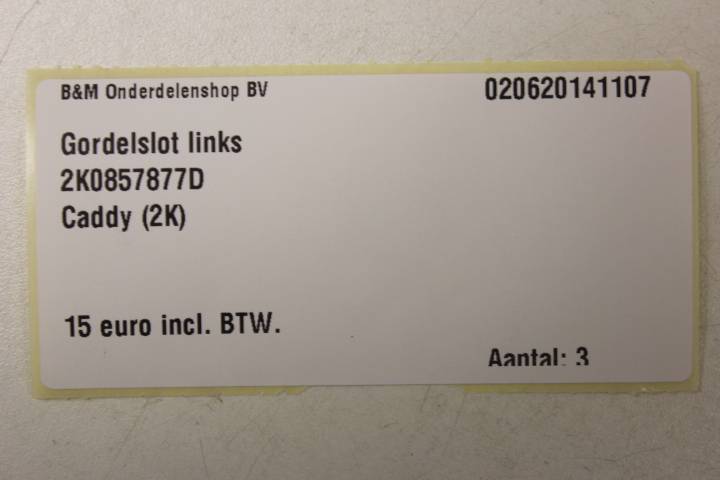 B&M Onderdelenshop BV 020620141107
Gordelslot links
2K0857877D
Caddy (2K)
15 euro incl. BTW.
Aantal: 3